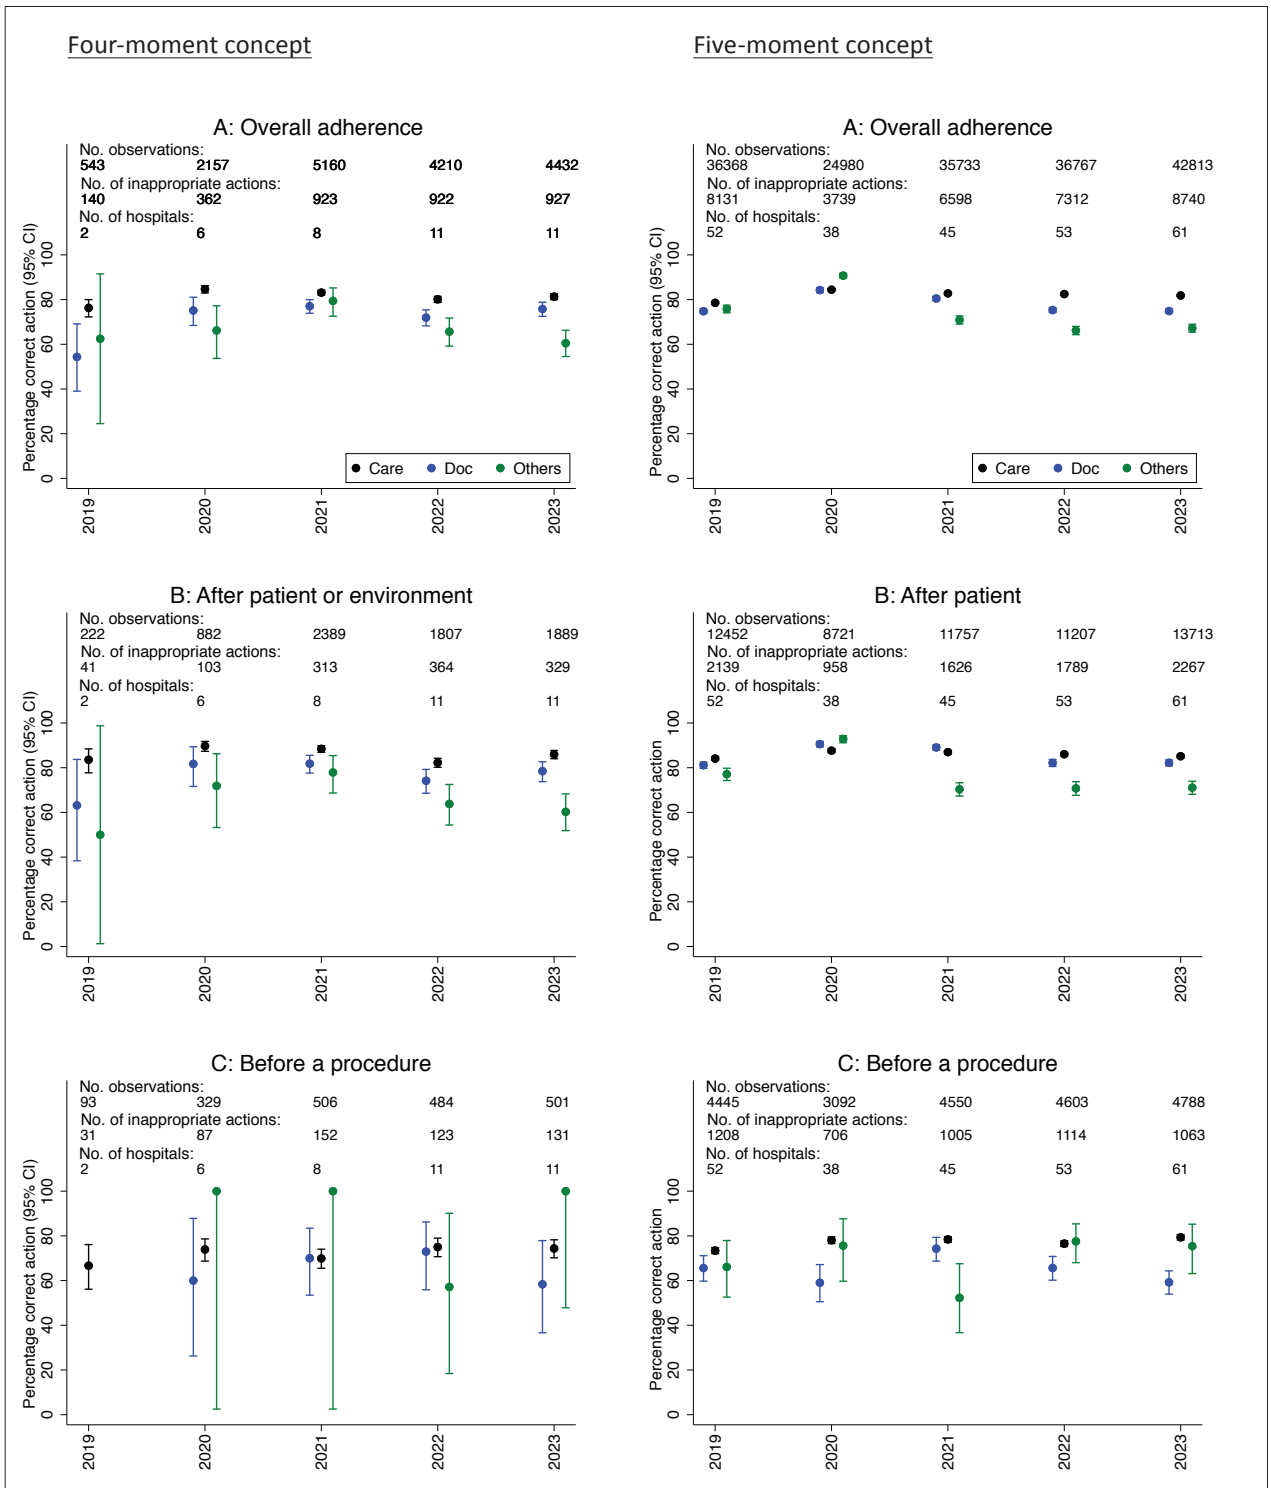 Four-moment concept
Five-moment concept
A: Overall adherence
No. observations:
543 2157 5160 4210 4432
No. of inappropriate actions:
140 362 923 922 927
No. of hospitals:
2 6 8 11 11
Percentage correct action (95% CI)
100
80
60
40
20
0
Care Doc Others
2019 2020 2021 2022 2023
A: Overall adherence
No. observations:
36368 24980 35733 36767 42813
No. of inappropriate actions:
8131 3739 6598 7312 8740
No. of hospitals:
52 38 45 53 61
Percentage correct action (95% CI)
100
80
60
40
20
0
Care Doc Others
2019 2020 2021 2022 2023
B: After patient or environment
No. observations:
222 882 2389 1807 1889
No. of inappropriate actions:
41 103 313 364 329
No. of hospitals:
2 6 8 11 11
Percentage correct action (95% CI)
100
80
60
40
20
0
2019 2020 2021 2022 2023
B: After patient
No. observations:
12452 8721 11757 11207 13713
No. of inappropriate actions:
2139 958 1626 1789 2267
No. of hospitals:
52 38 45 53 61
Percentage correct action
100
80
60
40
20
0
2019 2020 2021 2022 2023
C: Before a procedure
No. observations:
93 329 506 484 501
No. of inappropriate actions:
31 87 152 123 131
No. of hospitals:
2 6 8 11 11
Percentage correct action (95% CI)
100
80
60
40
20
0
2019 2020 2021 2022 2023
C: Before a procedure
No. observations:
4445 3092 4550 4603 4788
No. of inappropriate actions:
1208 706 1005 1114 1063
No. of hospitals:
52 38 45 53 61
Percentage correct action
100
80
60
40
20
0
2019 2020 2021 2022 2023